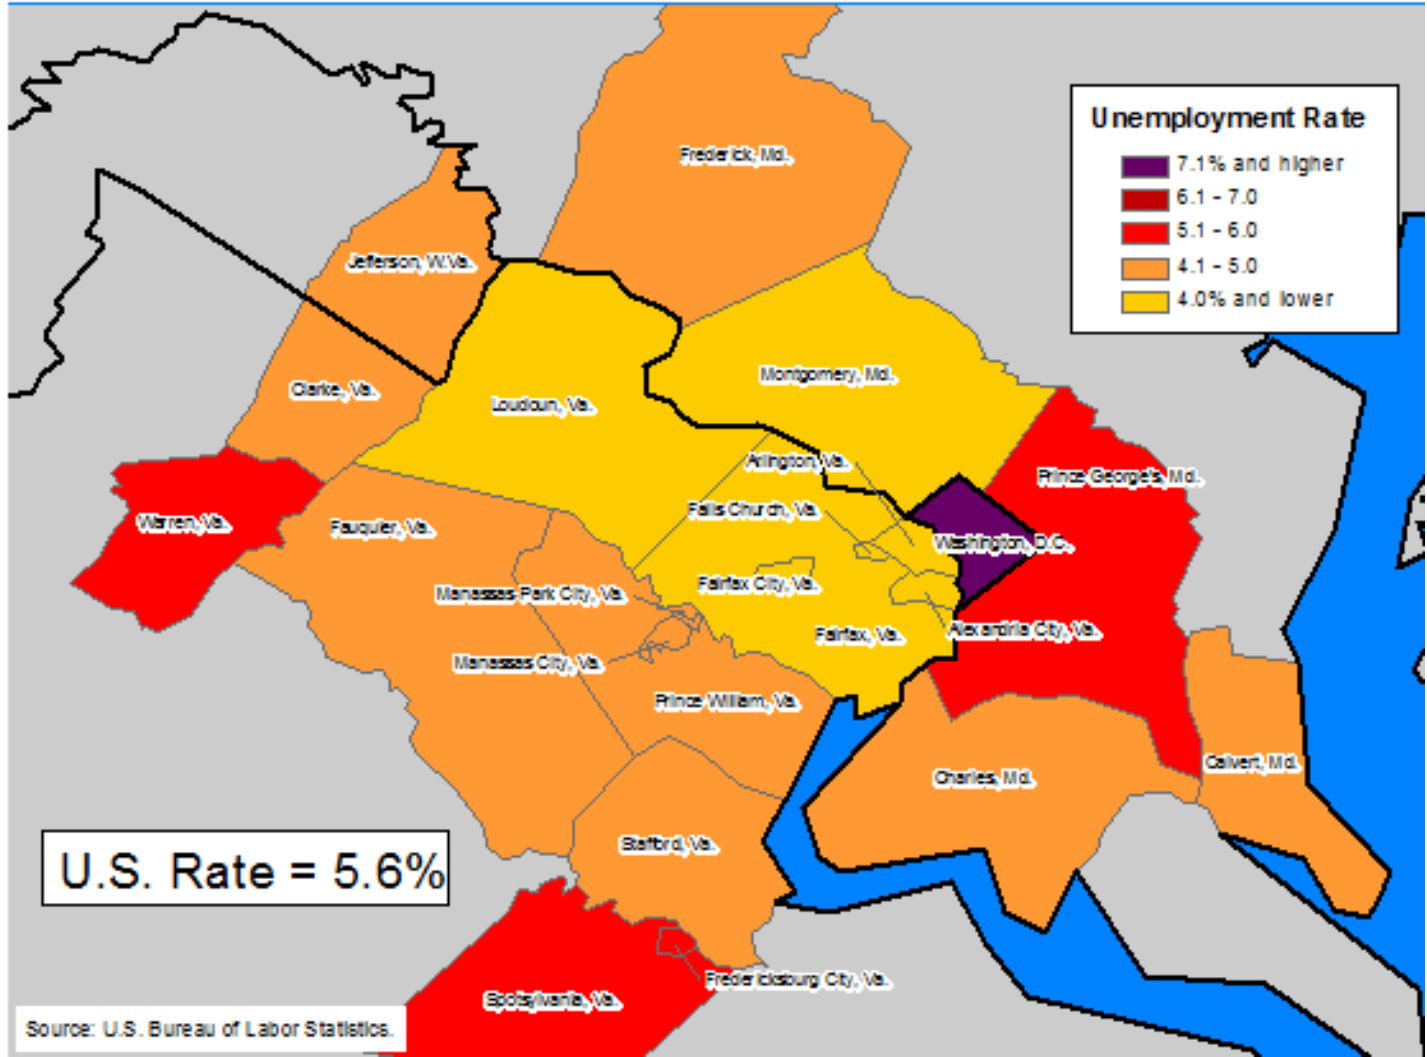 Unemployment Rate
7.1% and higher
6.1 - 7.0
5.1 - 6.0
4.1 - 5.0
4.0% and lower
Frederick, Md.
Jefferson, W.Va.
Montgomery, Md.
Clarke, Va.
Loudoun, Va.
Arlington, Va.
Prince George's, Md.
Falls Church, Va.
Warren, Va.
Fauquier, Va.
Washington, D.C.
Fairfax City, Va.
Manassas Park City, Va.
Fairfax, Va.
Alexandria City, Va.
Manassas City, Va.
Prince William, Va.
Calvert, Md.
Charles, Md.
Stafford, Va.
U.S. Rate = 5.6%
Fredericksburg City, Va.
Spotsylvania, Va.
Source: U.S. Bureau of Labor Statistics.